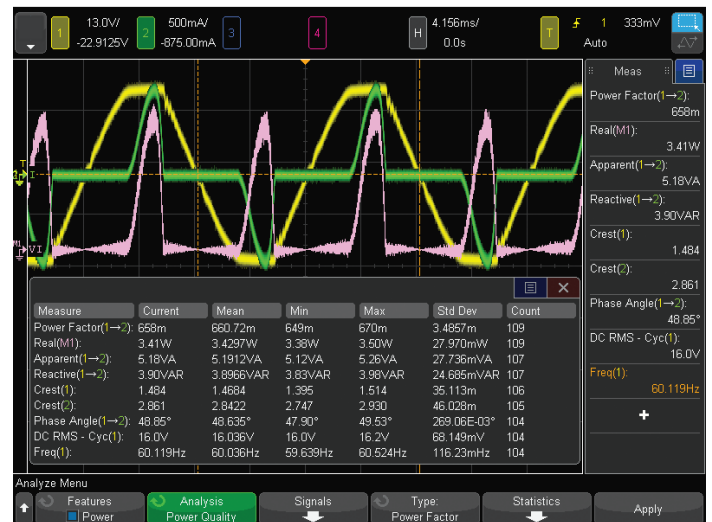 1 13.0V/ 2 500mA/ 3 4 H 4.156ms/ T 1 333mV
-22.9125V -875.00mA 0.0s Auto
Meas
Power Factor(1→2):
658m
Real(M1):
3.41W
Apparent(1→2):
5.18VA
Reactive(1→2):
3.90VAR
Crest(1):
1.484
Crest(2):
2.861
Phase Angle(1→2):
48.85°
DC RMS - Cyc(1):
16.0V
Freq(1):
60.119Hz
+
T
2 I
M1 VI
Measure Current Mean Min Max Std Dev Count
Power Factor(1→2): 658m 660.72m 649m 670m 3.4857m 109
Real(M1): 3.41W 3.4297W 3.38W 3.50W 27.970mW 109
Apparent(1→2): 5.18VA 5.1912VA 5.12VA 5.26VA 27.736mVA 107
Reactive(1→2): 3.90VAR 3.8966VAR 3.83VAR 3.98VAR 24.685mVAR 107
Crest(1): 1.484 1.4684 1.395 1.514 35.113m 106
Crest(2): 2.861 2.8422 2.747 2.930 46.028m 105
Phase Angle(1→2): 48.85° 48.635° 47.90° 49.53° 269.06E-03° 104
DC RMS - Cyc(1): 16.0V 16.036V 16.0V 16.2V 68.149mV 104
Freq(1): 60.119Hz 60.036Hz 59.639Hz 60.524Hz 116.23mHz 104
Analyze Menu
Features Analysis Signals Type: Statistics Apply
Power Power Quality Power Factor